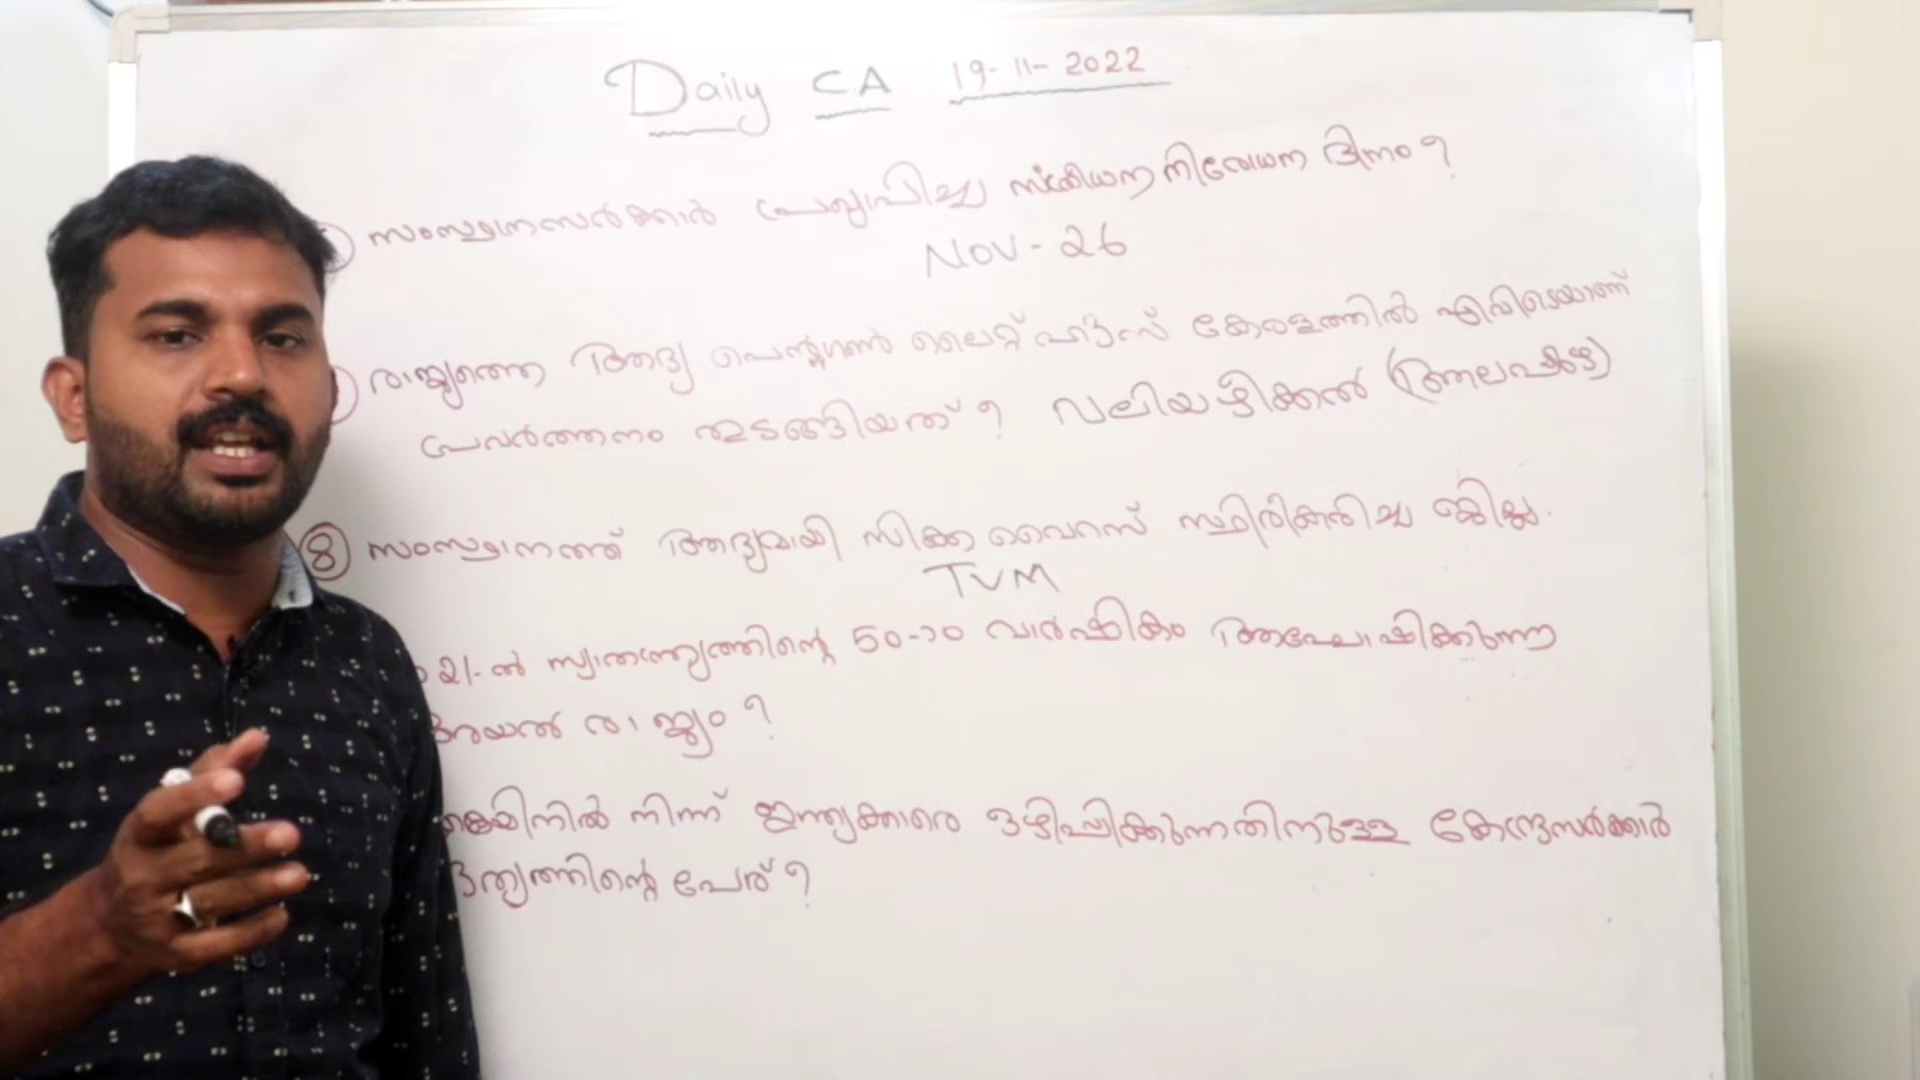 Daily CA 19-11-2022
സംസ്ഥാനസർക്കാർ പ്രഖ്യാപിച്ച സ്ത്രീധന നിരോധന ദിനം?
NOV-26
രാജ്യത്തെ ആദ്യ പെന്റഗൺ ലൈറ്റ് ഹൗസ് കേരളത്തിൽ എവിടെയാണ്
പ്രവർത്തനം തുടങ്ങിയത്? വലിയഴീക്കൽ (ആലപ്പുഴ)
8 സംസ്ഥാനത്ത് ആദ്യമായി സിക്ക വൈറസ് സ്ഥിരീകരിച്ച ജില്ല.
TVM
21-ൽ സ്വാതന്ത്ര്യത്തിന്റെ 50-ാo വാർഷികം ആഘോഷിക്കുന്ന
അയൽ രാജ്യം?
നിന്ന് ഇന്ത്യക്കാരെ ഒഴിപ്പിക്കുന്നതിനുള്ള കേന്ദ്രസർക്കാർ
പേര്?